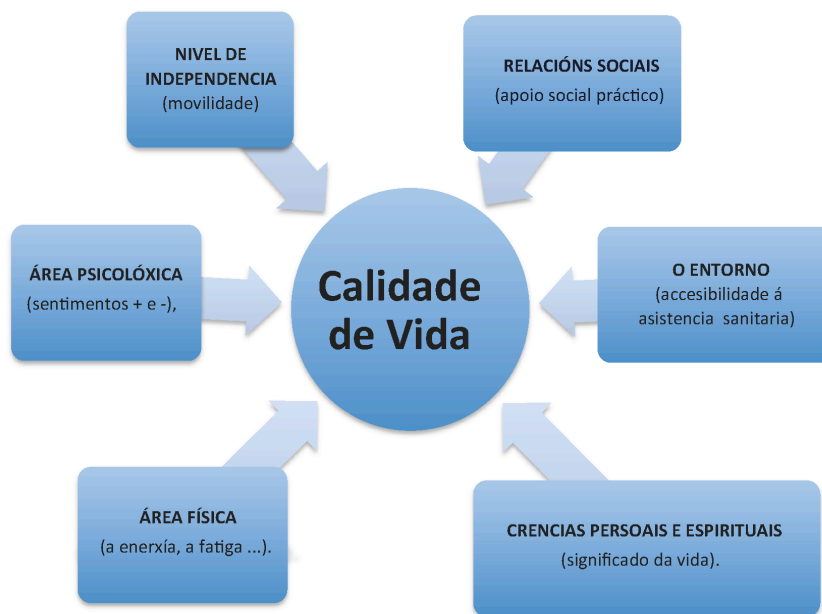 NIVEL DE
INDEPENDENCIA
(movilidade)
RELACIÓNS SOCIAIS
(apoio social práctico)
ÁREA PSICOLÓXICA
(sentimentos + e -),
Calidade
de Vida
O ENTORNO
(accesibilidade á
asistencia sanitaria)
ÁREA FÍSICA
(a enerxía, a fatiga ...).
CRENCIAS PERSOAIS E ESPIRITUAIS
(significado da vida).